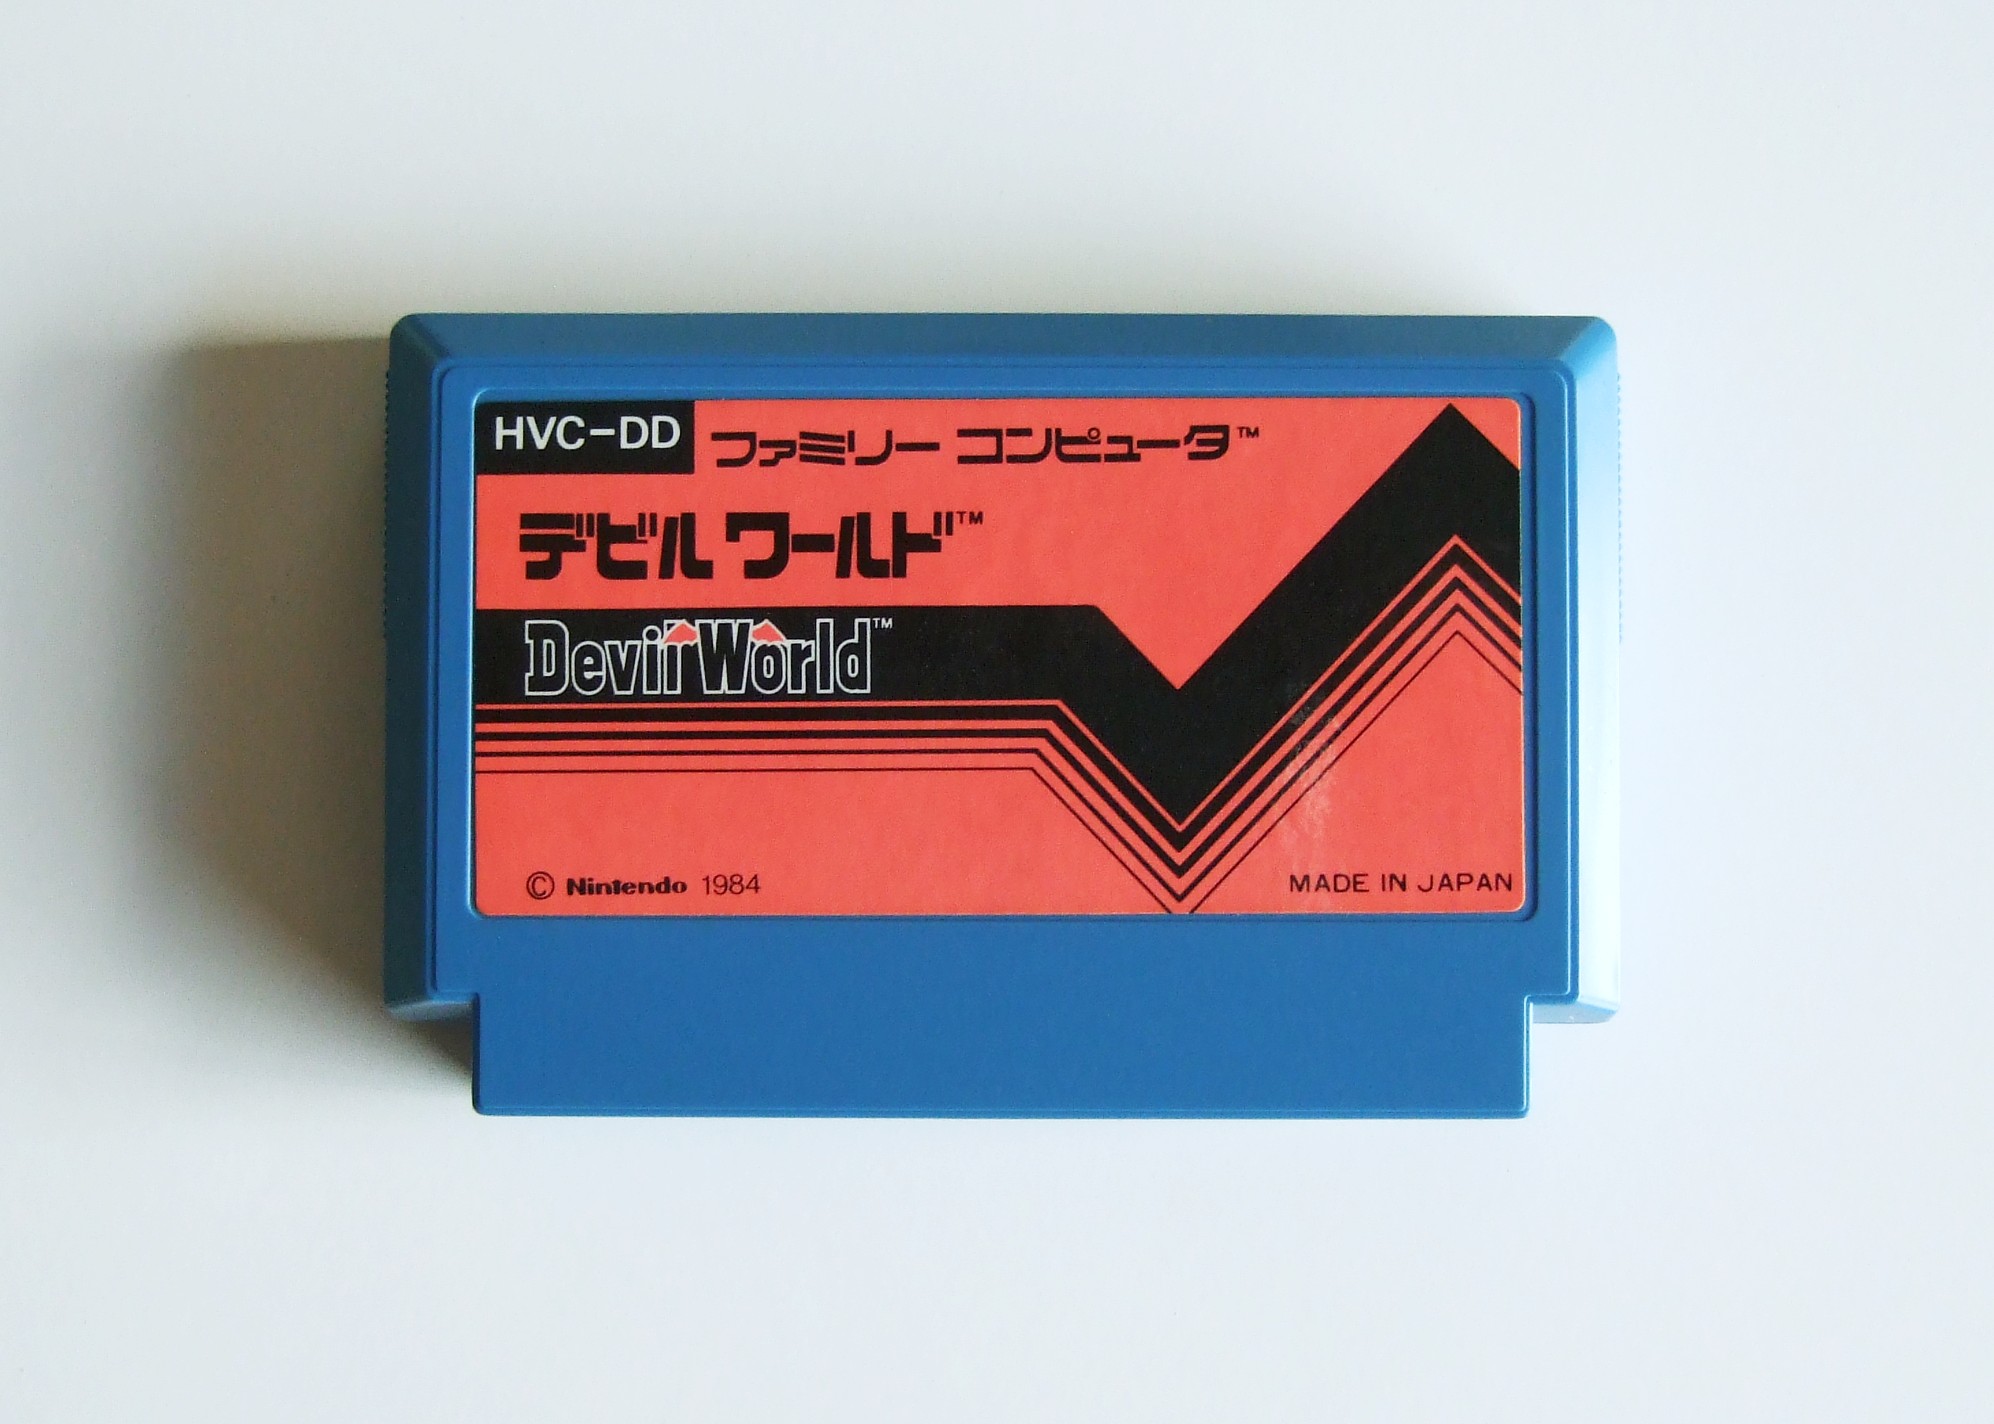 HVC-DD ファミリー コンピュータ™
デビル ワールド™
Devil World™
© Nintendo 1984
MADE IN JAPAN